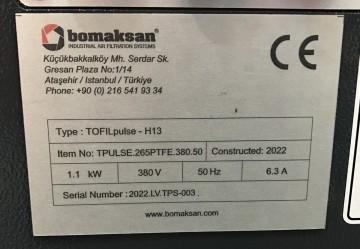 bomaksan
INDUSTRIAL AIR FILTRATION SYSTEMS
CE
Küçükbakkalköy Mh. Serdar Sk.
Gresan Plaza No:1/14
Ataşehir / Istanbul / Türkiye
Phone: +90 (0) 216 541 93 34
Type : TOFILpulse - H13
Item No: TPULSE.265PTFE.380.50 Constructed: 2022
1.1 kW 380 V 50 Hz 6.3 A
Serial Number : 2022.LV.TPS-003
www.bomaksan.com